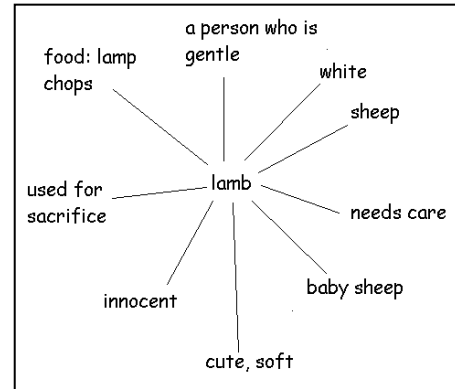 a person who is
gentle
food: lamp
chops
white
sheep
lamb
used for
sacrifice
needs care
innocent
baby sheep
cute, soft